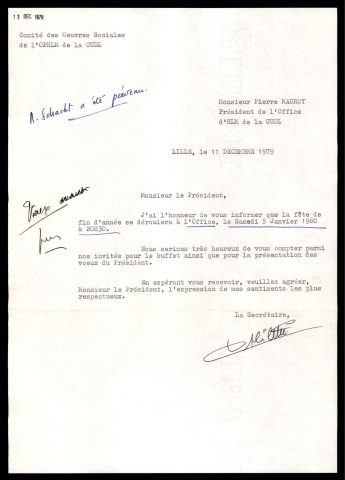 12 DEC. 1979
Comité des Oeuvres Sociales
de l'OPHLM de la CUDL
A. Schacht a été prévenu.
Monsieur Pierre MAUROY
Président de l'Office
d'HLM de la CUDL
LILLE, le 11 DECEMBRE 1979
Monsieur le Président,
J'ai l'honneur de vous informer que la fête de
fin d'année se déroulera à l'Office, le Samedi 5 Janvier 1980
à 20H30.
Nous serions très heureux de vous compter parmi
nos invités pour le buffet ainsi que pour la présentation des
voeux du Président.
En espérant vous recevoir, veuillez agréer,
Monsieur le Président, l'expression de mes sentiments les plus
respectueux.
La Secrétaire,